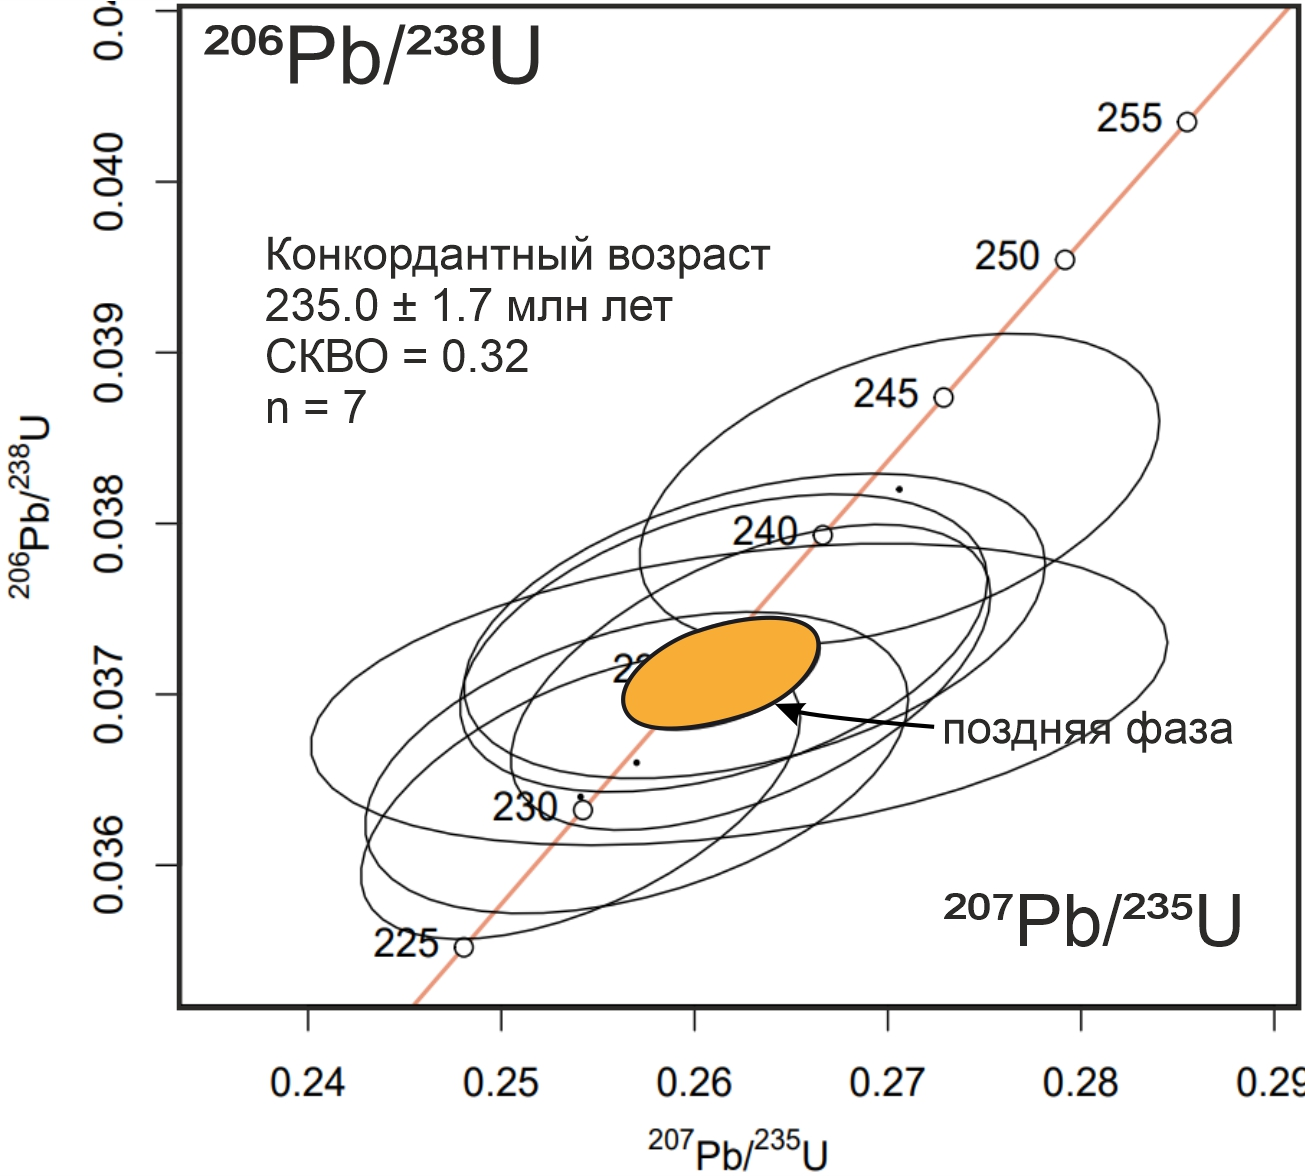 ²⁰⁶Pb/²³⁸U
255
250
Конкордантный возраст
235.0 ± 1.7 млн лет
СКВО = 0.32
n = 7
245
240
поздняя фаза
230
225
²⁰⁷Pb/²³⁵U
0.040
0.039
0.038
0.037
0.036
²⁰⁶Pb/²³⁸U
0.24 0.25 0.26 0.27 0.28 0.29
²⁰⁷Pb/²³⁵U